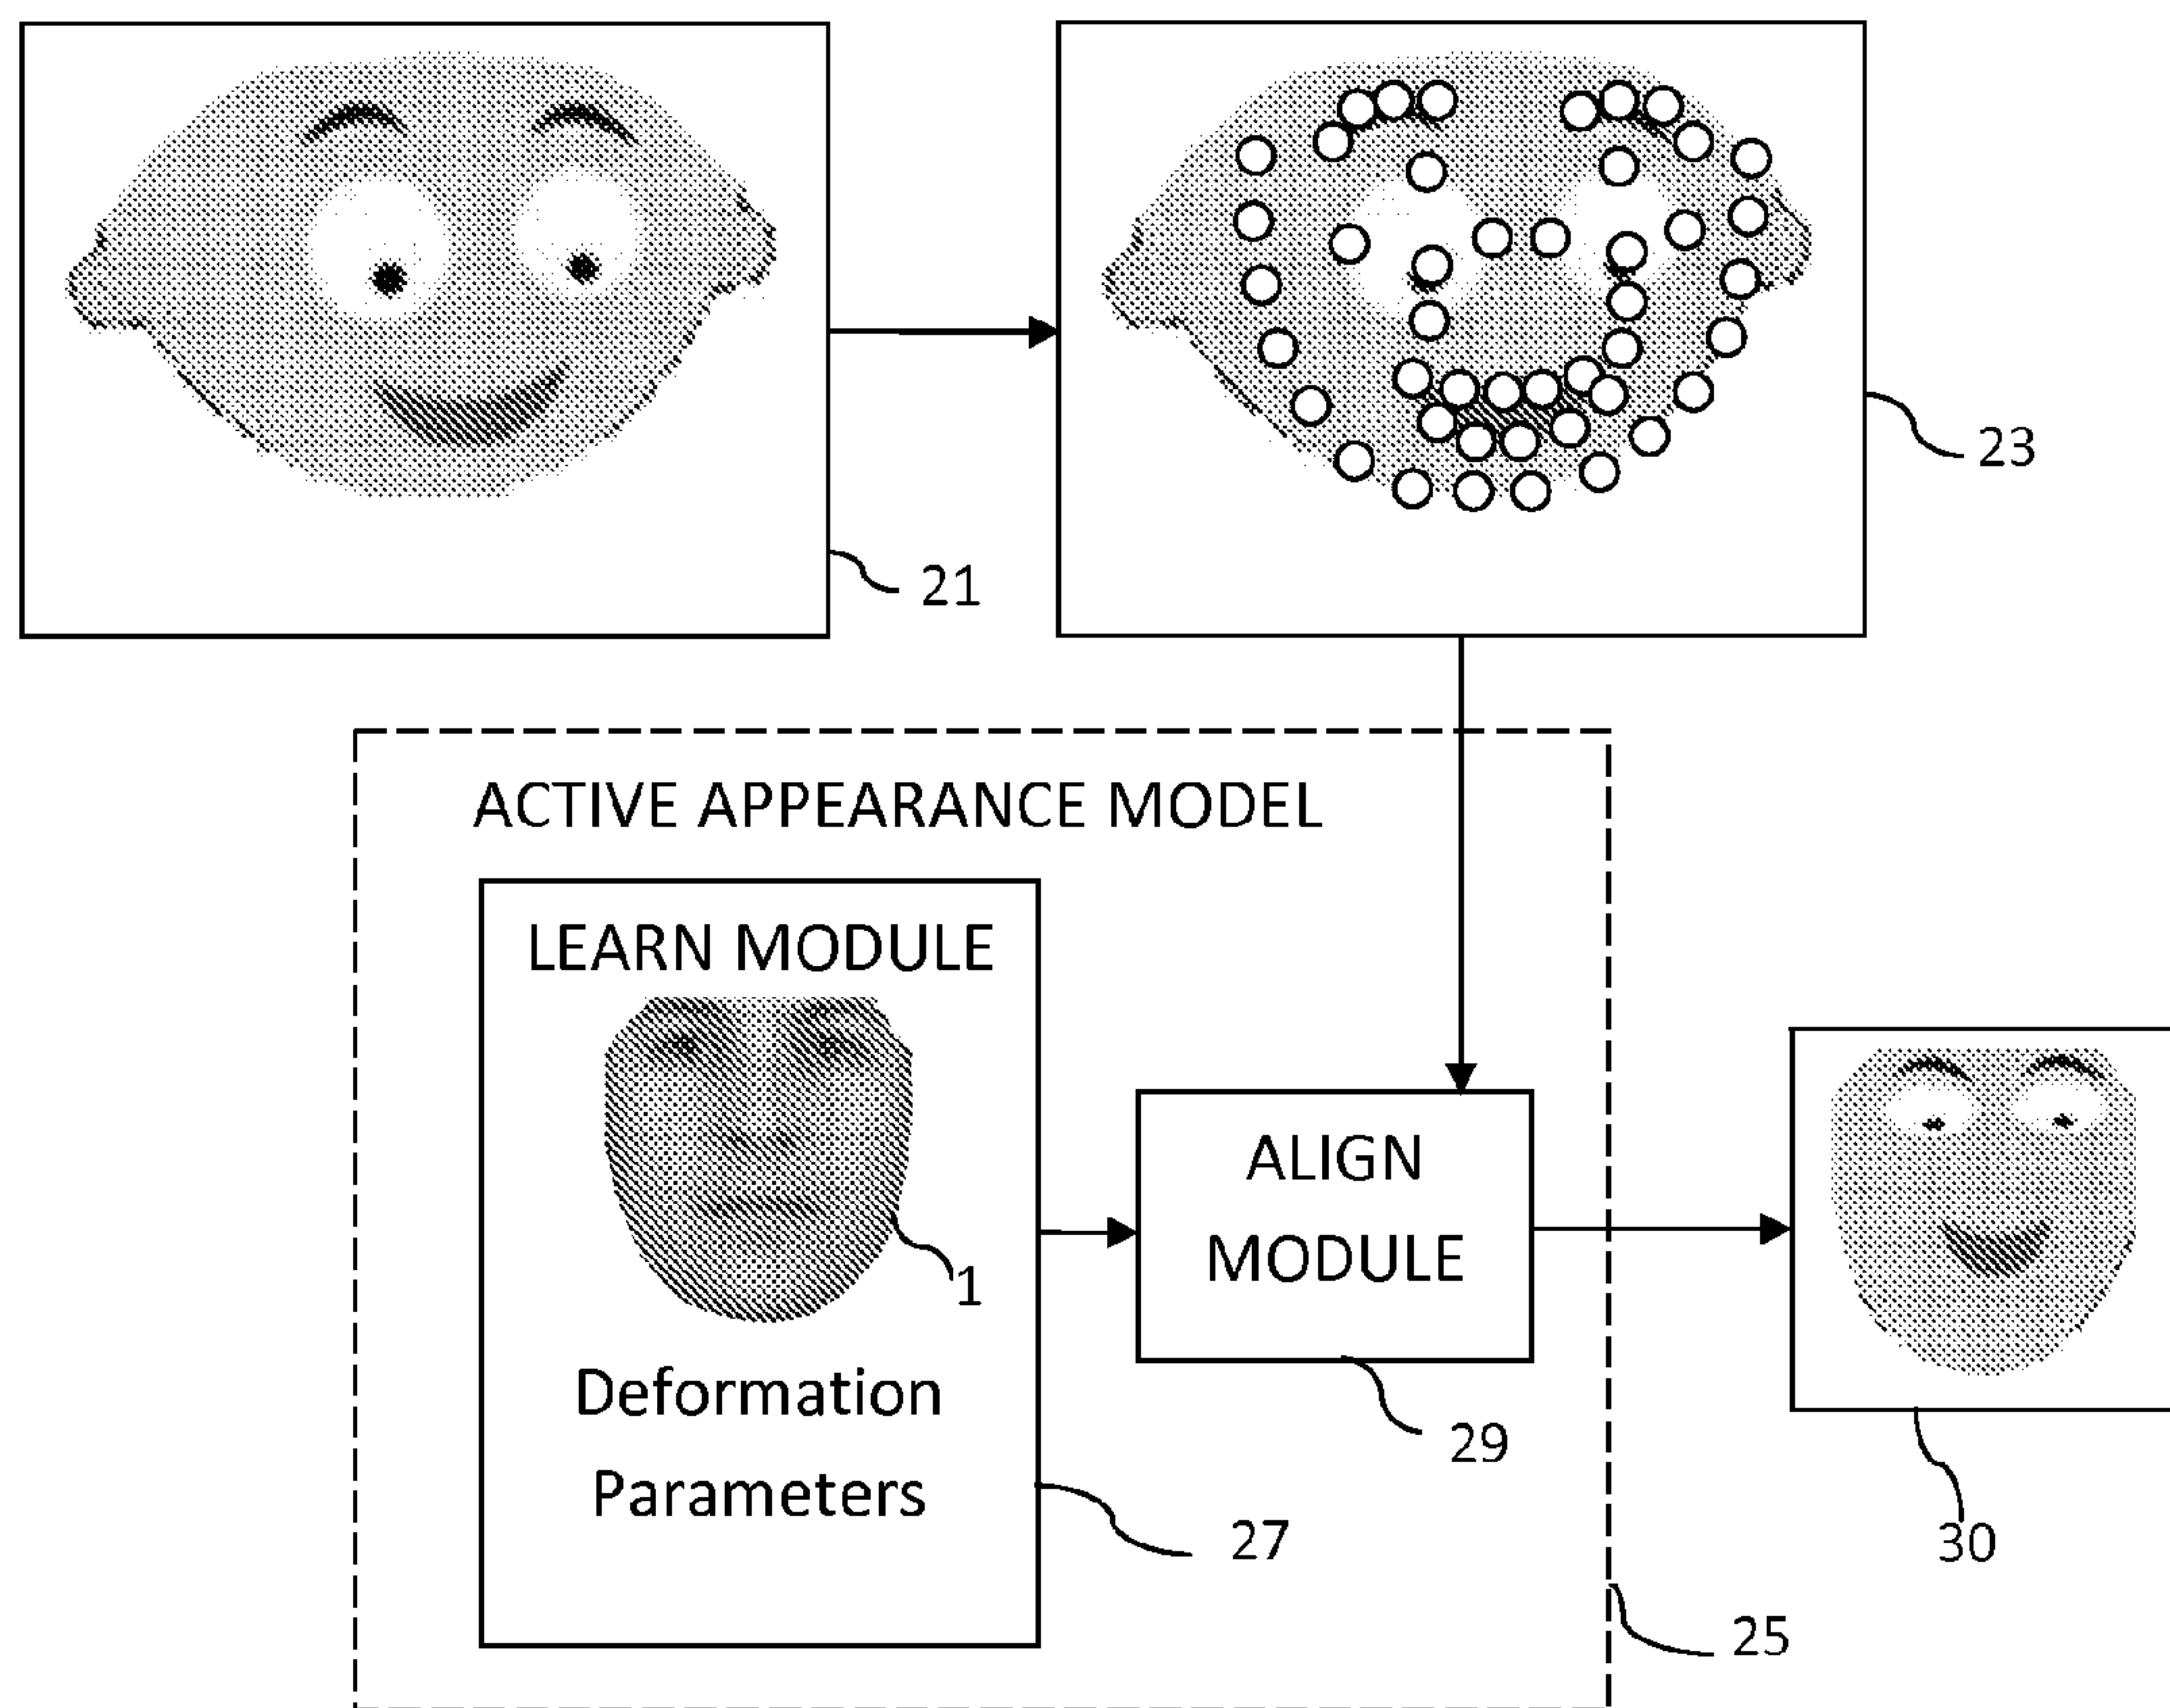 23
21
ACTIVE APPEARANCE MODEL
LEARN MODULE
1
Deformation
Parameters
ALIGN
MODULE
29
27
30
25